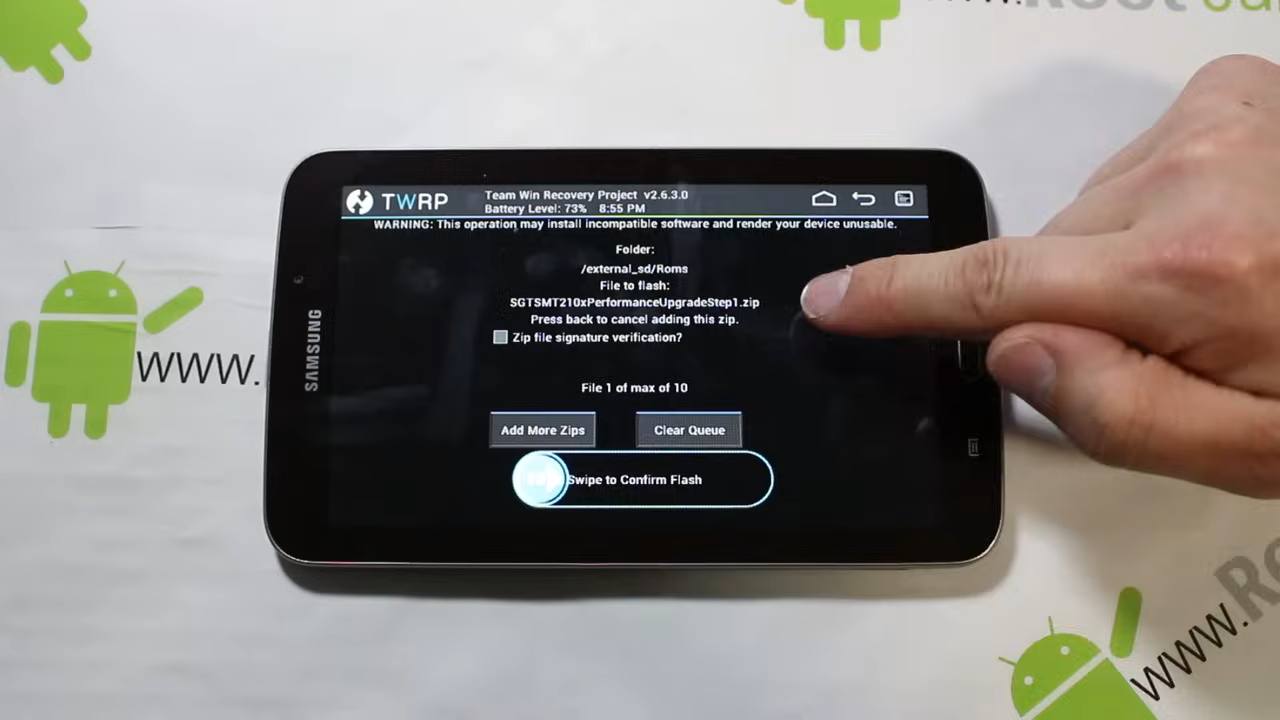 www.Root
TWRP
Team Win Recovery Project v2.6.3.0
Battery Level: 73% 8:55 PM
WARNING: This operation may install incompatible software and render your device unusable.
Folder:
/external_sd/Roms
File to flash:
SGTSMT210xPerformanceUpgradeStep1.zip
Press back to cancel adding this zip.
Zip file signature verification?
SAMSUNG
www.
File 1 of max of 10
Add More Zips
Clear Queue
Swipe to Confirm Flash
www.